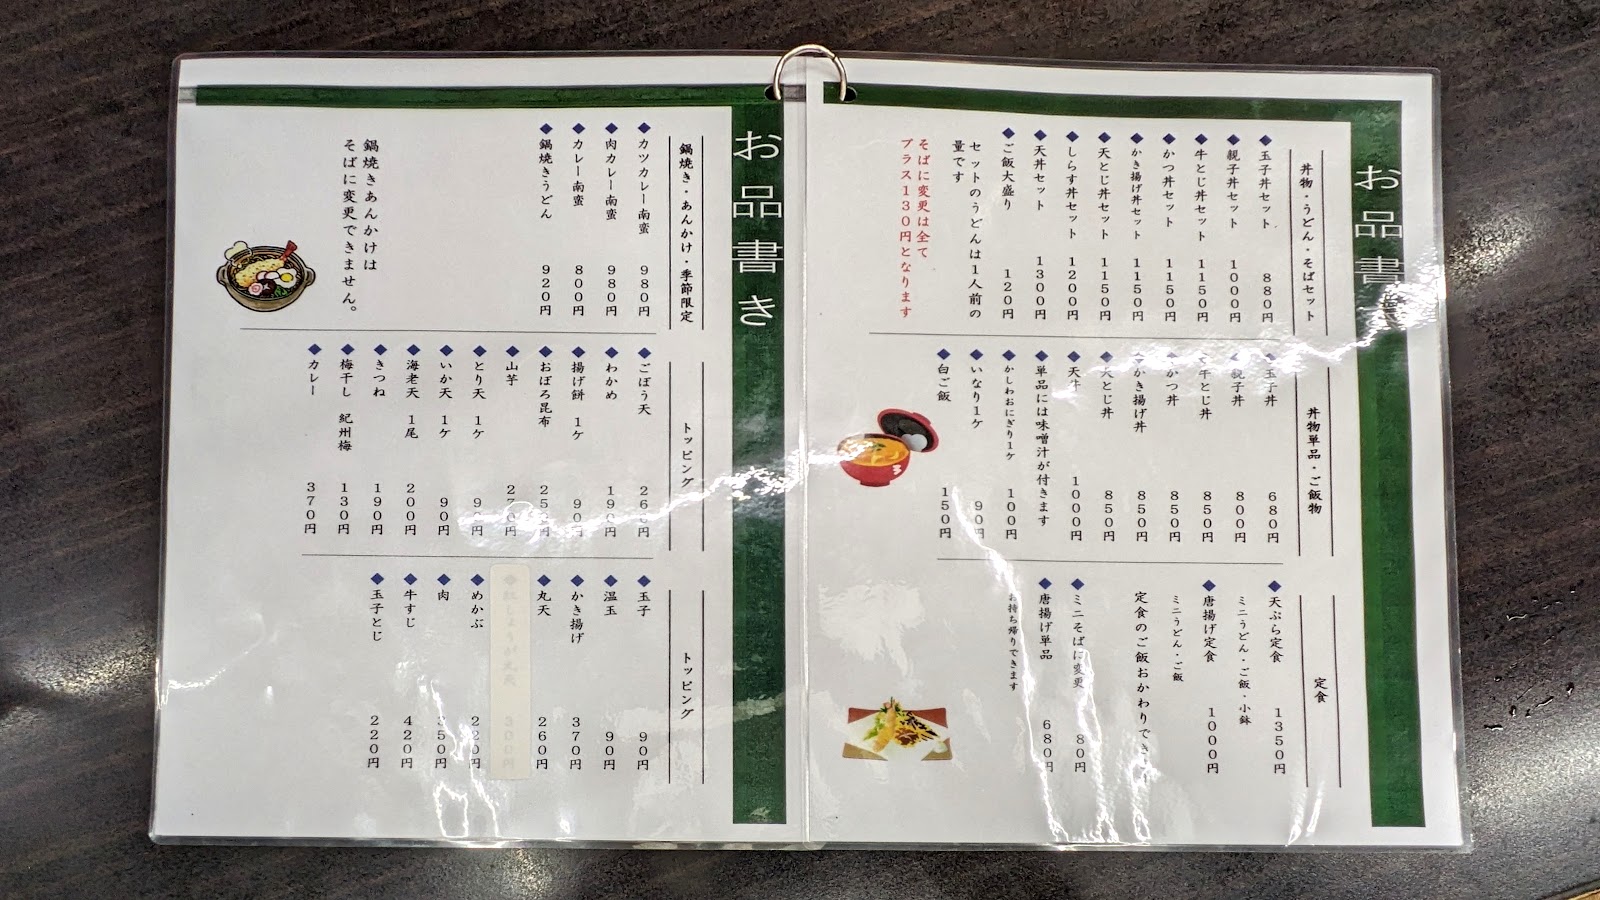 お品書き
丼物・うどん・そばセット
◆玉子丼セット 880円
◆親子丼セット 1000円
◆牛とじ丼セット 1150円
◆かつ丼セット 1150円
◆かき揚げ丼セット 1150円
◆天とじ丼セット 1150円
◆しらす丼セット 1200円
◆天丼セット 1300円
◆ご飯大盛り 120円
セットのうどんは1人前の
量です
そばに変更は全て
プラス130円となります
丼物単品・ご飯物
◆玉子丼 680円
◆親子丼 800円
◆牛とじ丼 850円
◆かつ丼 850円
◆かき揚げ丼 850円
◆天とじ丼 850円
◆天丼 1000円
◆単品には味噌汁が付きます
◆かしわおにぎり1ケ 100円
◆いなり1ケ 90円
◆白ご飯 150円
定食
◆天ぷら定食 1350円
ミニうどん・ご飯・小鉢
◆唐揚げ定食 1000円
ミニうどん・ご飯
定食のご飯おかわりできます
◆ミニそばに変更 80円
◆唐揚げ単品 680円
お持ち帰りできます
お品書き
鍋焼き・あんかけ・季節限定
◆カツカレー南蛮 980円
◆肉カレー南蛮 980円
◆カレー南蛮 800円
◆鍋焼きうどん 920円
鍋焼きあんかけは
そばに変更できません。
トッピング
◆ごぼう天 260円
◆わかめ 190円
◆揚げ餅 1ケ 90円
◆おぼろ昆布 250円
◆山芋 270円
◆とり天 1ケ 90円
◆いか天 1ケ 90円
◆海老天 1尾 200円
◆きつね 190円
◆梅干し 紀州梅 130円
◆カレー 370円
トッピング
◆玉子 90円
◆温玉 90円
◆かき揚げ 370円
◆丸天 260円
◆めかぶ 220円
◆肉 350円
◆牛すじ 420円
◆玉子とじ 220円